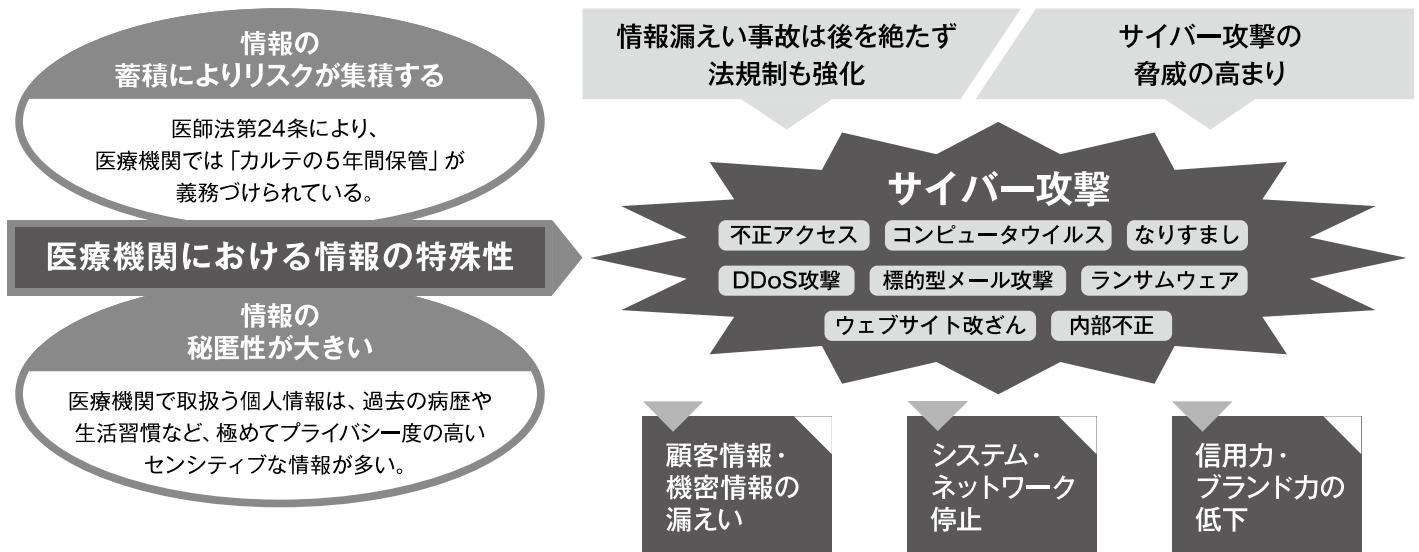 情報の
蓄積によりリスクが集積する
医師法第24条により、
医療機関では「カルテの5年間保管」が
義務づけられている。
医療機関における情報の特殊性
情報の
秘匿性が大きい
医療機関で取扱う個人情報は、過去の病歴や
生活習慣など、極めてプライバシー度の高い
センシティブな情報が多い。
情報漏えい事故は後を絶たず
法規制も強化
サイバー攻撃の
脅威の高まり
サイバー攻撃
不正アクセス
コンピュータウイルス
なりすまし
DDoS攻撃
標的型メール攻撃
ランサムウェア
ウェブサイト改ざん
内部不正
顧客情報・
機密情報の
漏えい
システム・
ネットワーク
停止
信用力・
ブランド力の
低下